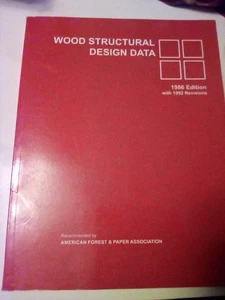 WOOD STRUCTURAL
DESIGN DATA
1986 Edition
with 1992 Revisions
Recommended by
AMERICAN FOREST & PAPER ASSOCIATION